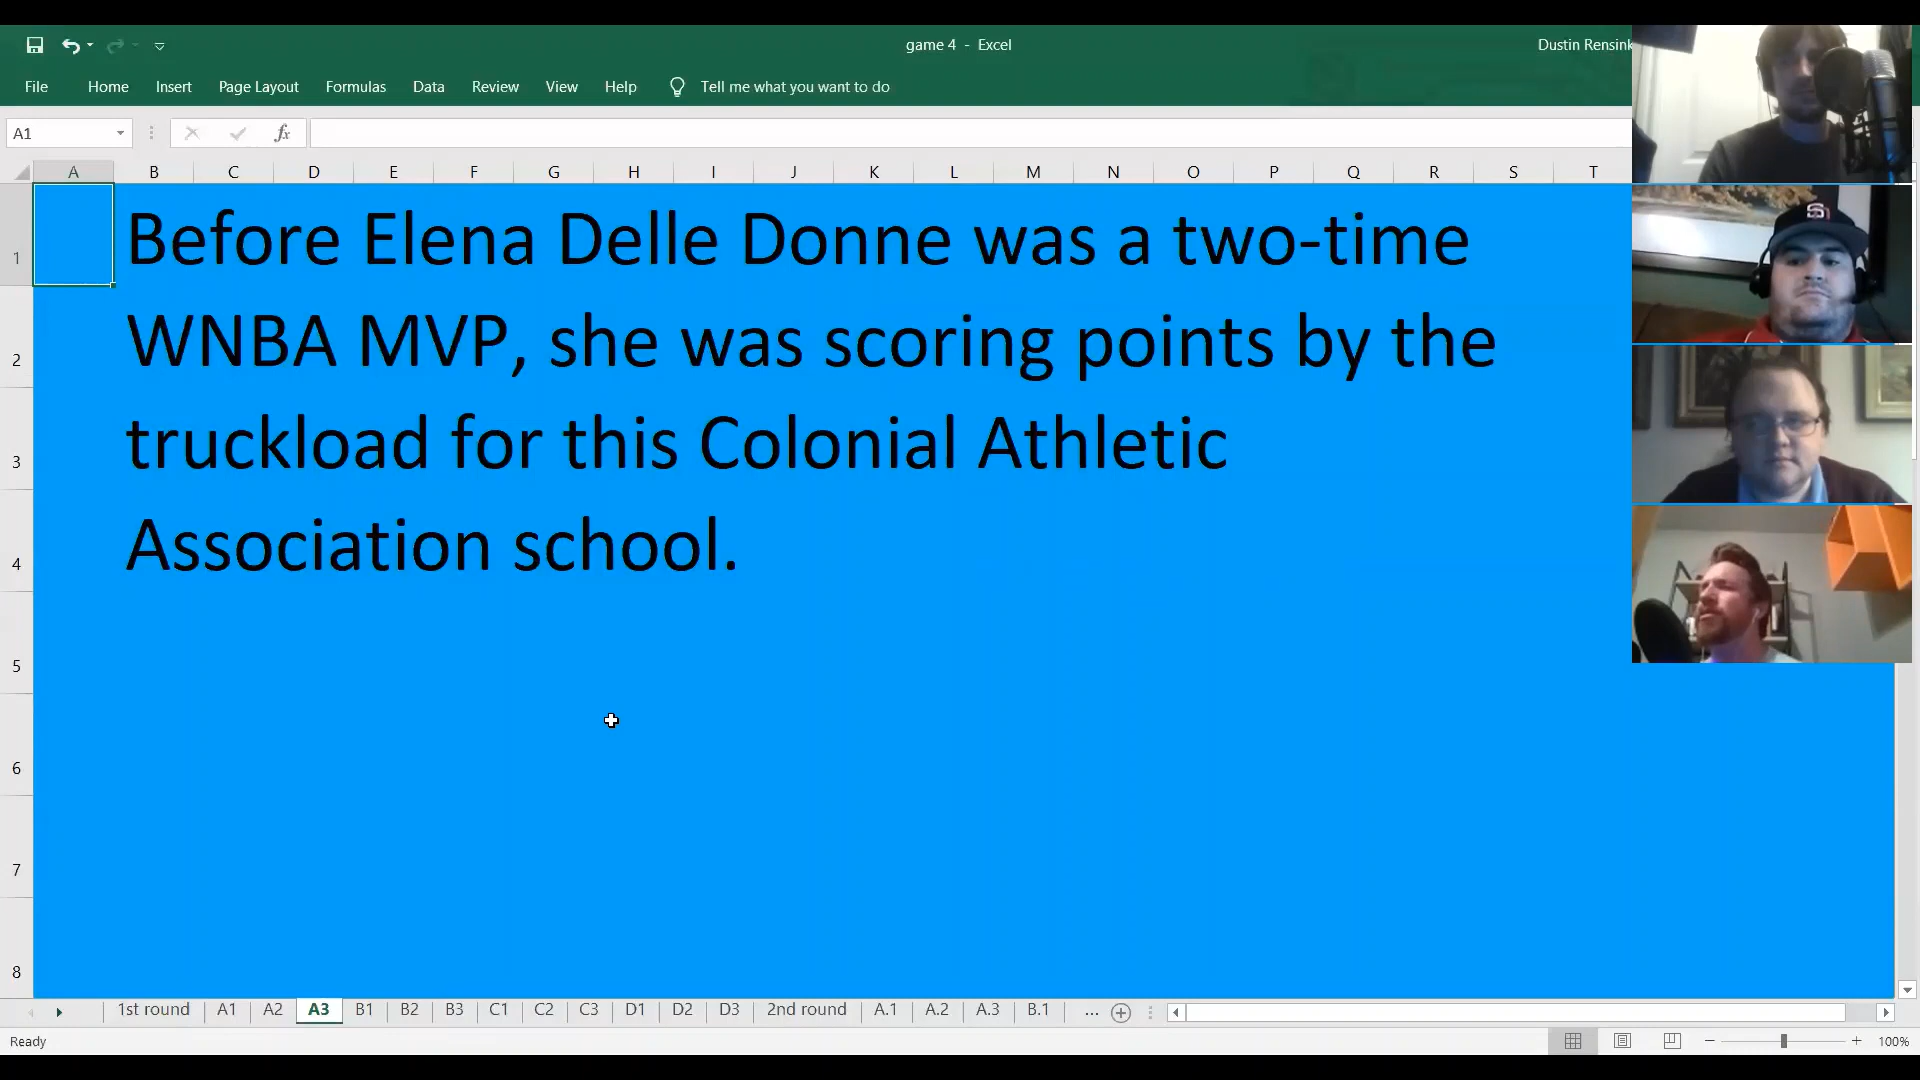 game 4 - Excel
Dustin Rensink
File Home Insert Page Layout Formulas Data Review View Help Tell me what you want to do
A1 fx
A B C D E F G H I J K L M N O P Q R S T
1 Before Elena Delle Donne was a two-time
2 WNBA MVP, she was scoring points by the
3 truckload for this Colonial Athletic
4 Association school.
5
6
7
8
1st round A1 A2 A3 B1 B2 B3 C1 C2 C3 D1 D2 D3 2nd round A.1 A.2 A.3 B.1 ...
Ready 100%